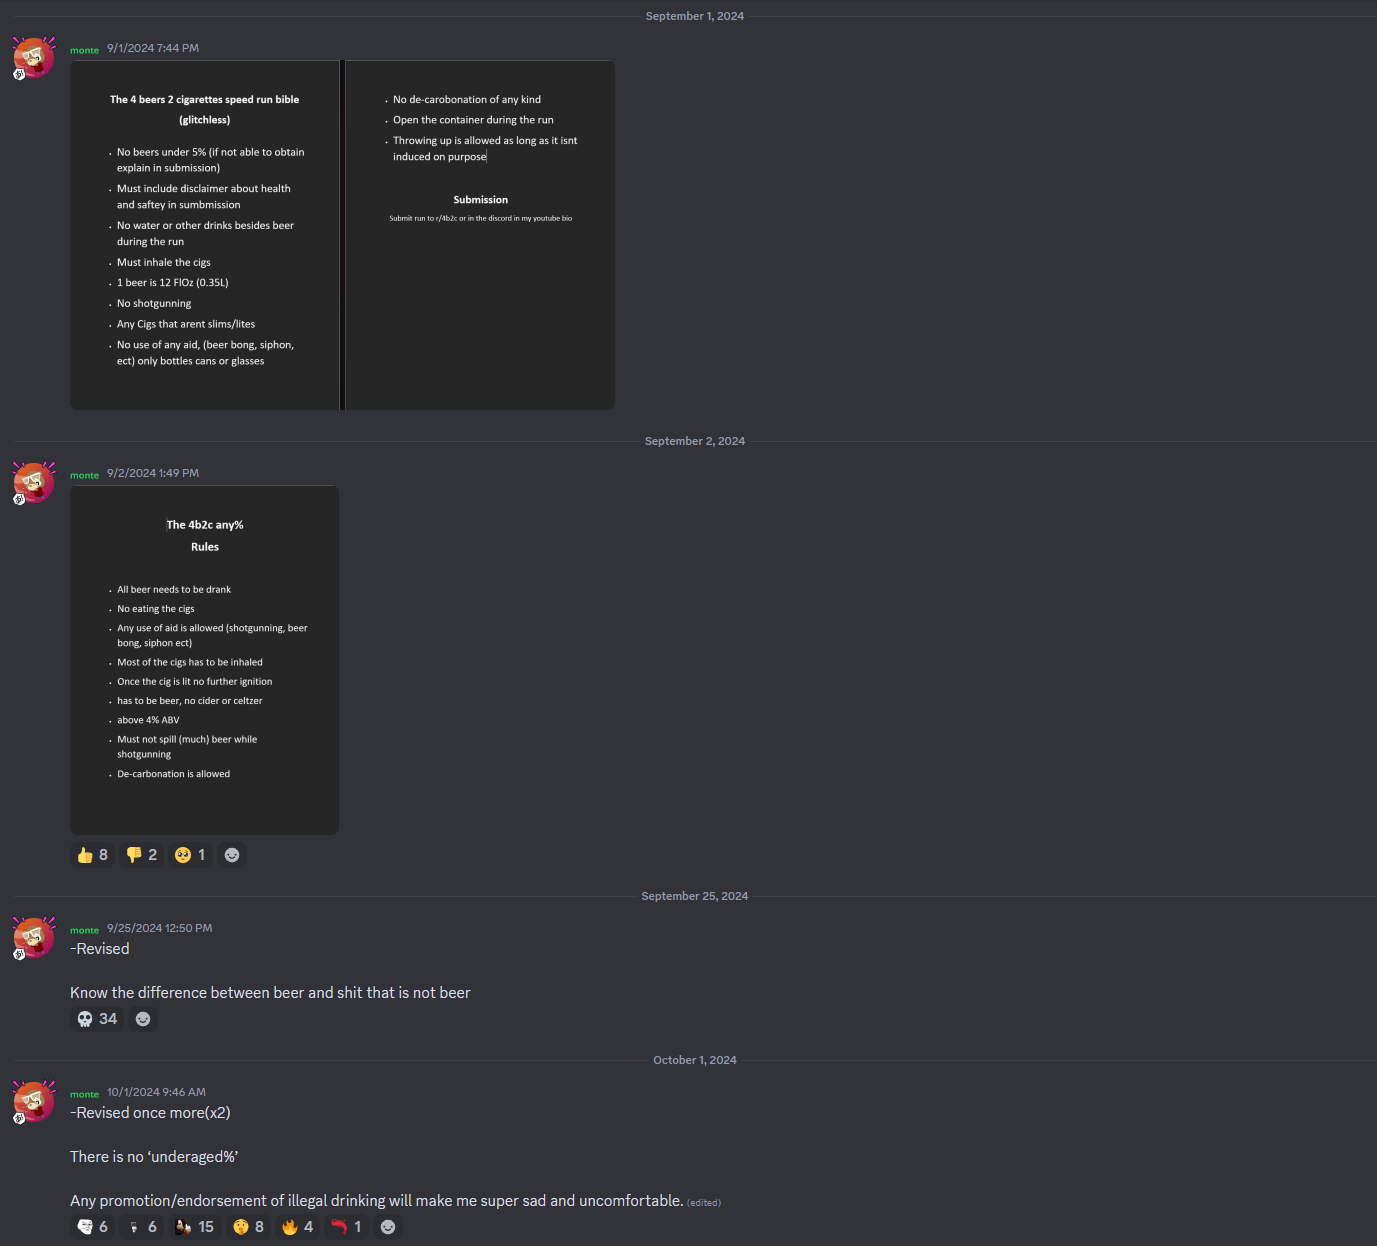 September 1, 2024
monte 9/1/2024 7:44 PM
The 4 beers 2 cigarettes speed run bible
(glitchless)
. No beers under 5% (if not able to obtain
explain in submission)
. Must include disclaimer about health
and saftey in sumbmission
. No water or other drinks besides beer
during the run
. Must inhale the cigs
. 1 beer is 12 FlOz (0.35L)
. No shotgunning
. Any Cigs that arent slims/lites
. No use of any aid, (beer bong, siphon,
ect) only bottles cans or glasses
. No de-carobonation of any kind
. Open the container during the run
. Throwing up is allowed as long as it isnt
induced on purpose
Submission
Submit run to r/4b2c or in the discord in my youtube bio
September 2, 2024
monte 9/2/2024 1:49 PM
The 4b2c any%
Rules
. All beer needs to be drank
. No eating the cigs
. Any use of aid is allowed (shotgunning, beer
bong, siphon ect)
. Most of the cigs has to be inhaled
. Once the cig is lit no further ignition
. has to be beer, no cider or celtzer
. above 4% ABV
. Must not spill (much) beer while
shotgunning
. De-carbonation is allowed
8 2 1
September 25, 2024
monte 9/25/2024 12:50 PM
-Revised
Know the difference between beer and shit that is not beer
34
October 1, 2024
monte 10/1/2024 9:46 AM
-Revised once more(x2)
There is no ‘underaged%’
Any promotion/endorsement of illegal drinking will make me super sad and uncomfortable. (edited)
6 6 15 8 4 1